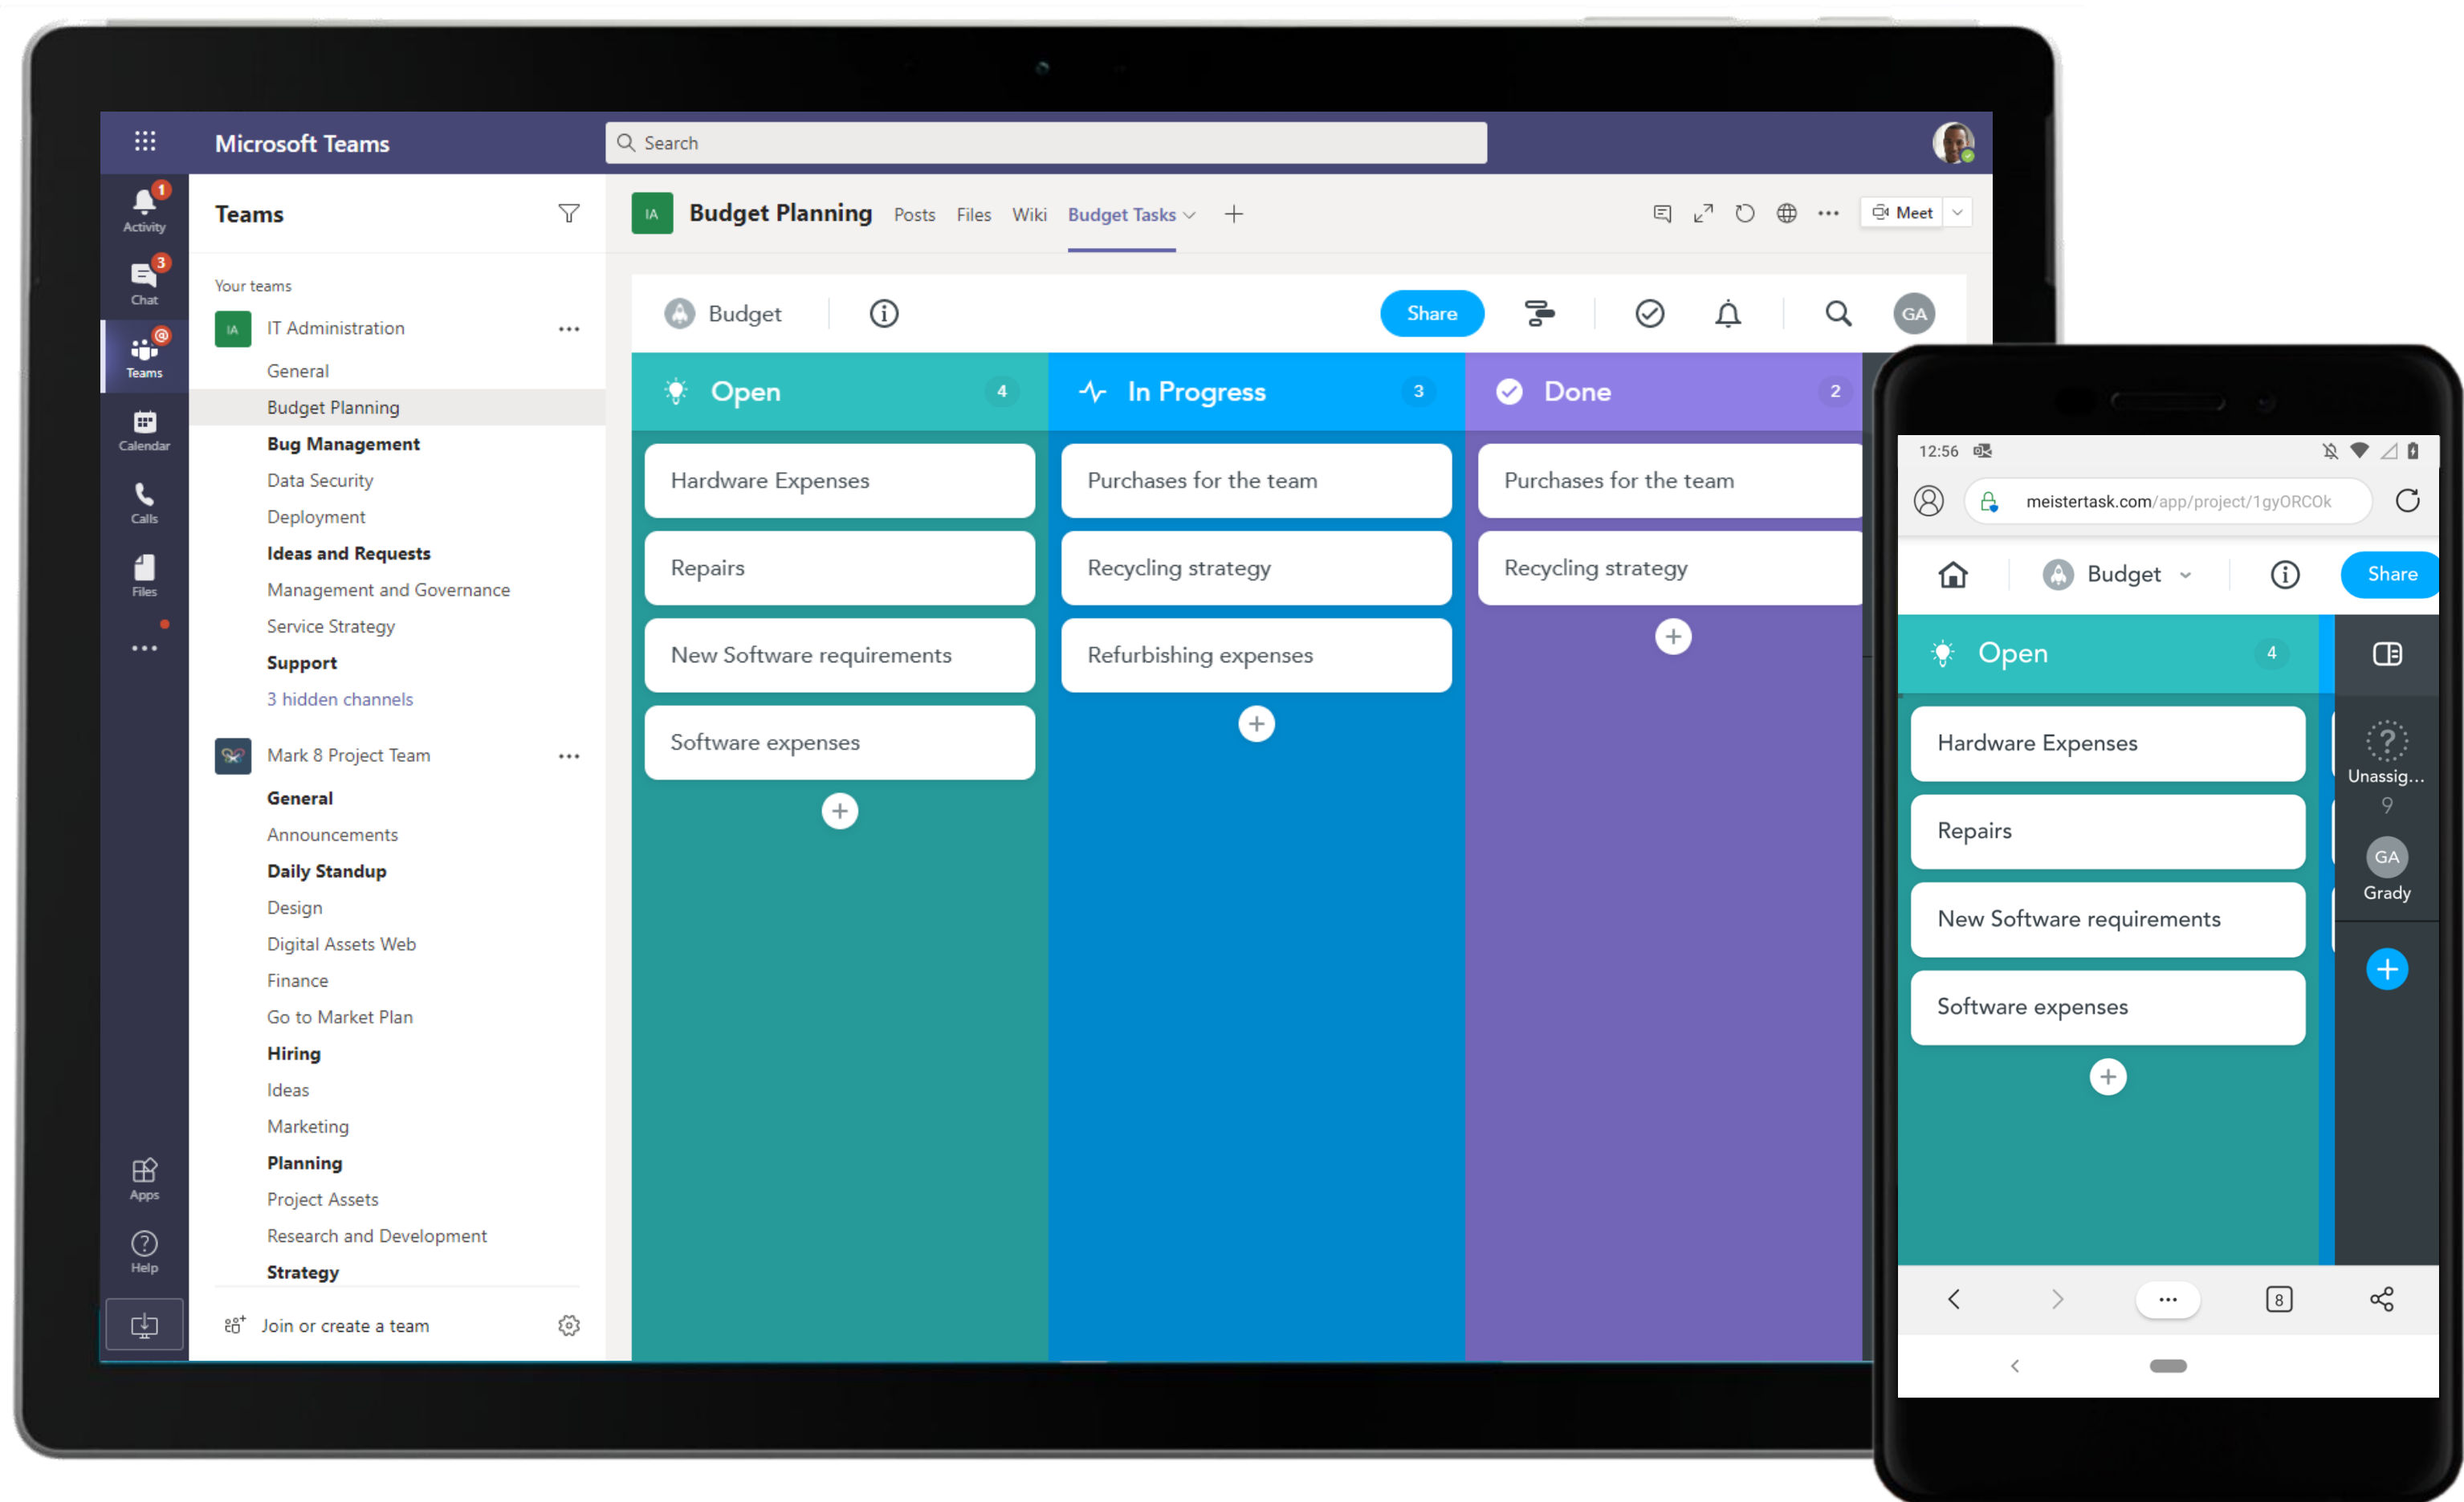 Microsoft Teams
Search
1
Activity
3
Chat
@
Teams
Calendar
Calls
Files
Apps
Help
Teams
Your teams
IA IT Administration
General
Budget Planning
Bug Management
Data Security
Deployment
Ideas and Requests
Management and Governance
Service Strategy
Support
3 hidden channels
Mark 8 Project Team
General
Announcements
Daily Standup
Design
Digital Assets Web
Finance
Go to Market Plan
Hiring
Ideas
Marketing
Planning
Project Assets
Research and Development
Strategy
Join or create a team
IA Budget Planning Posts Files Wiki Budget Tasks
Meet
Budget
Share
GA
Open 4
Hardware Expenses
Repairs
New Software requirements
Software expenses
In Progress 3
Purchases for the team
Recycling strategy
Refurbishing expenses
Done 2
Purchases for the team
Recycling strategy
12:56
meistertask.com/app/project/1gyORCOk
Budget
Share
Open 4
Hardware Expenses
Repairs
New Software requirements
Software expenses
?
Unassig...
9
GA
Grady
8